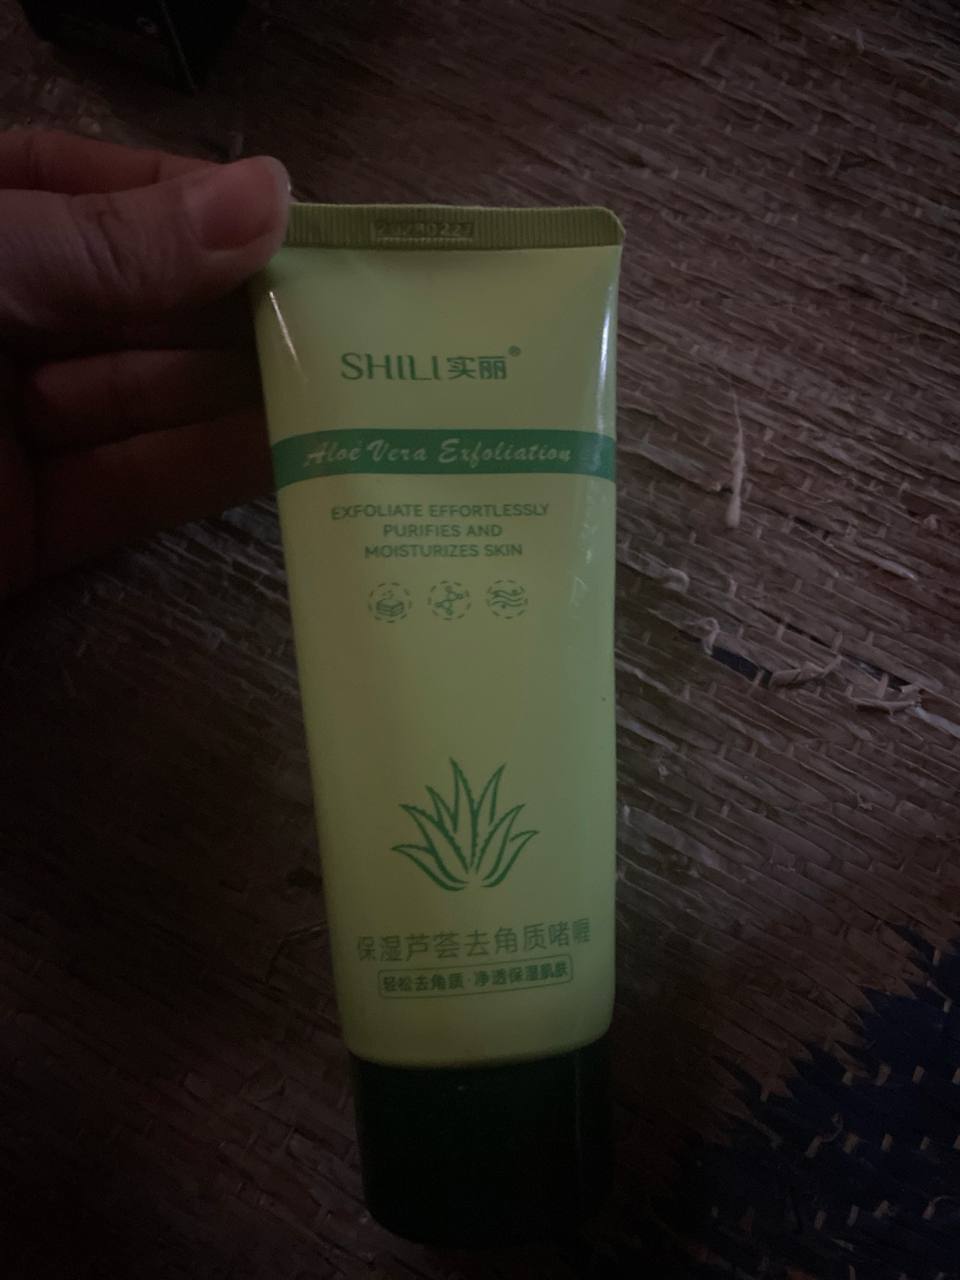 SHILI实丽®
Aloe Vera Exfoliation
EXFOLIATE EFFORTLESSLY
PURIFIES AND
MOISTURIZES SKIN
保湿芦荟去角质啫喱
轻松去角质·净透保湿肌肤